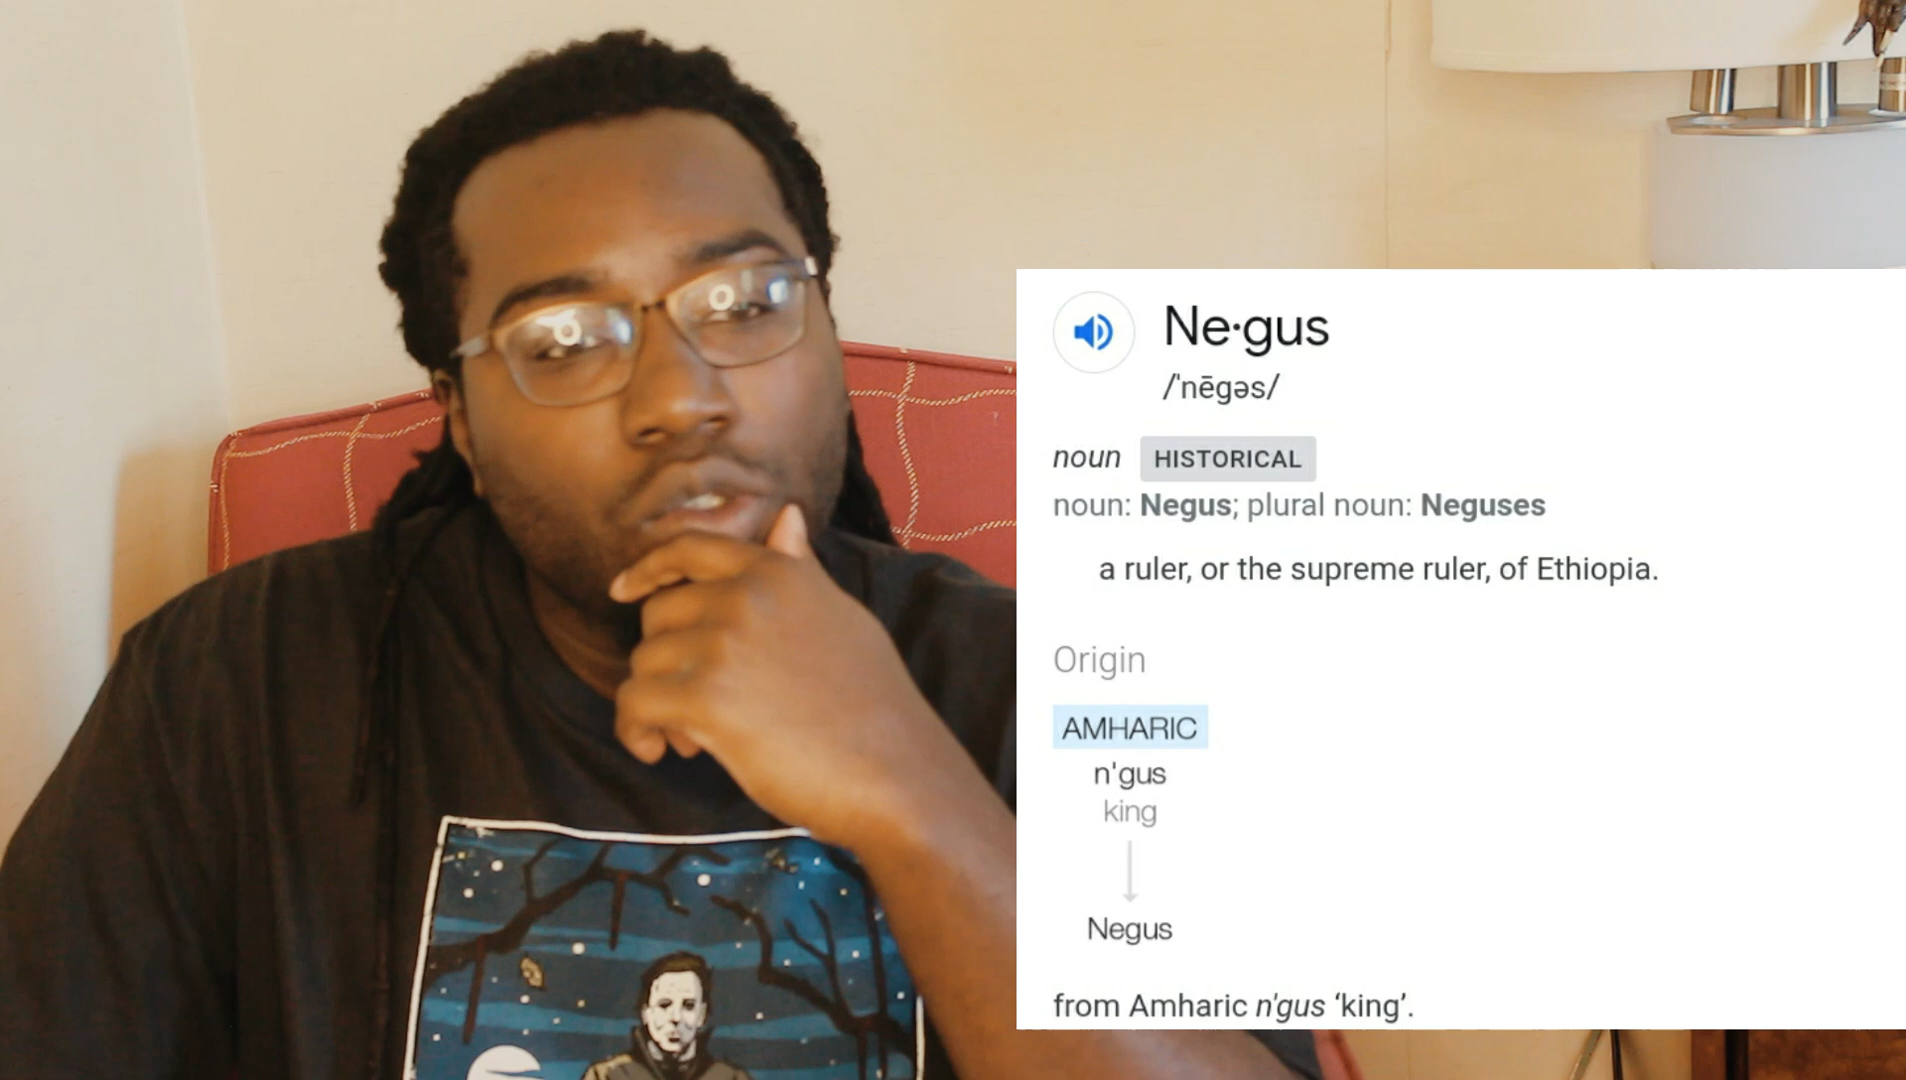 Ne·gus
/ˈnēgəs/
noun HISTORICAL
noun: Negus; plural noun: Neguses
a ruler, or the supreme ruler, of Ethiopia.
Origin
AMHARIC
n'gus
king
Negus
from Amharic n'gus ‘king’.